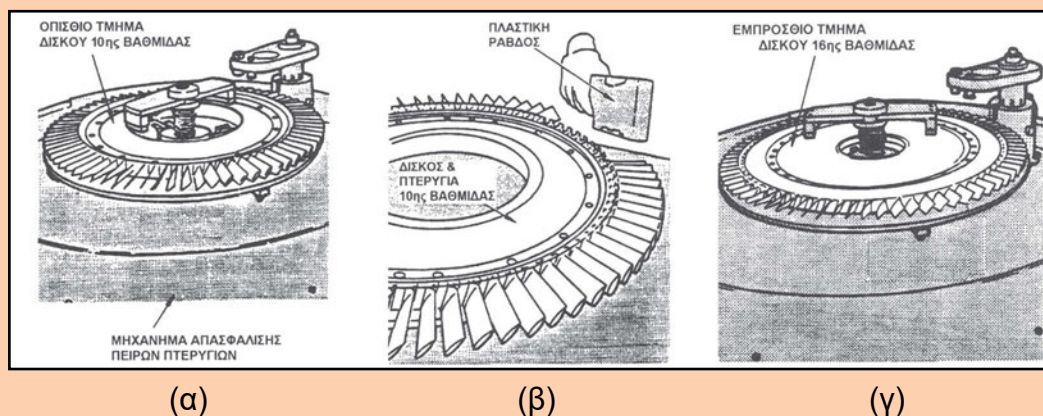 ΟΠΙΣΘΙΟ ΤΜΗΜΑ
ΔΙΣΚΟΥ 10ης ΒΑΘΜΙΔΑΣ
ΜΗΧΑΝΗΜΑ ΑΠΑΣΦΑΛΙΣΗΣ
ΠΕΙΡΩΝ ΠΤΕΡΥΓΙΩΝ
ΠΛΑΣΤΙΚΗ
ΡΑΒΔΟΣ
ΔΙΣΚΟΣ &
ΠΤΕΡΥΓΙΑ
10ης ΒΑΘΜΙΔΑΣ
ΕΜΠΡΟΣΘΙΟ ΤΜΗΜΑ
ΔΙΣΚΟΥ 16ης ΒΑΘΜΙΔΑΣ
(α)
(β)
(γ)